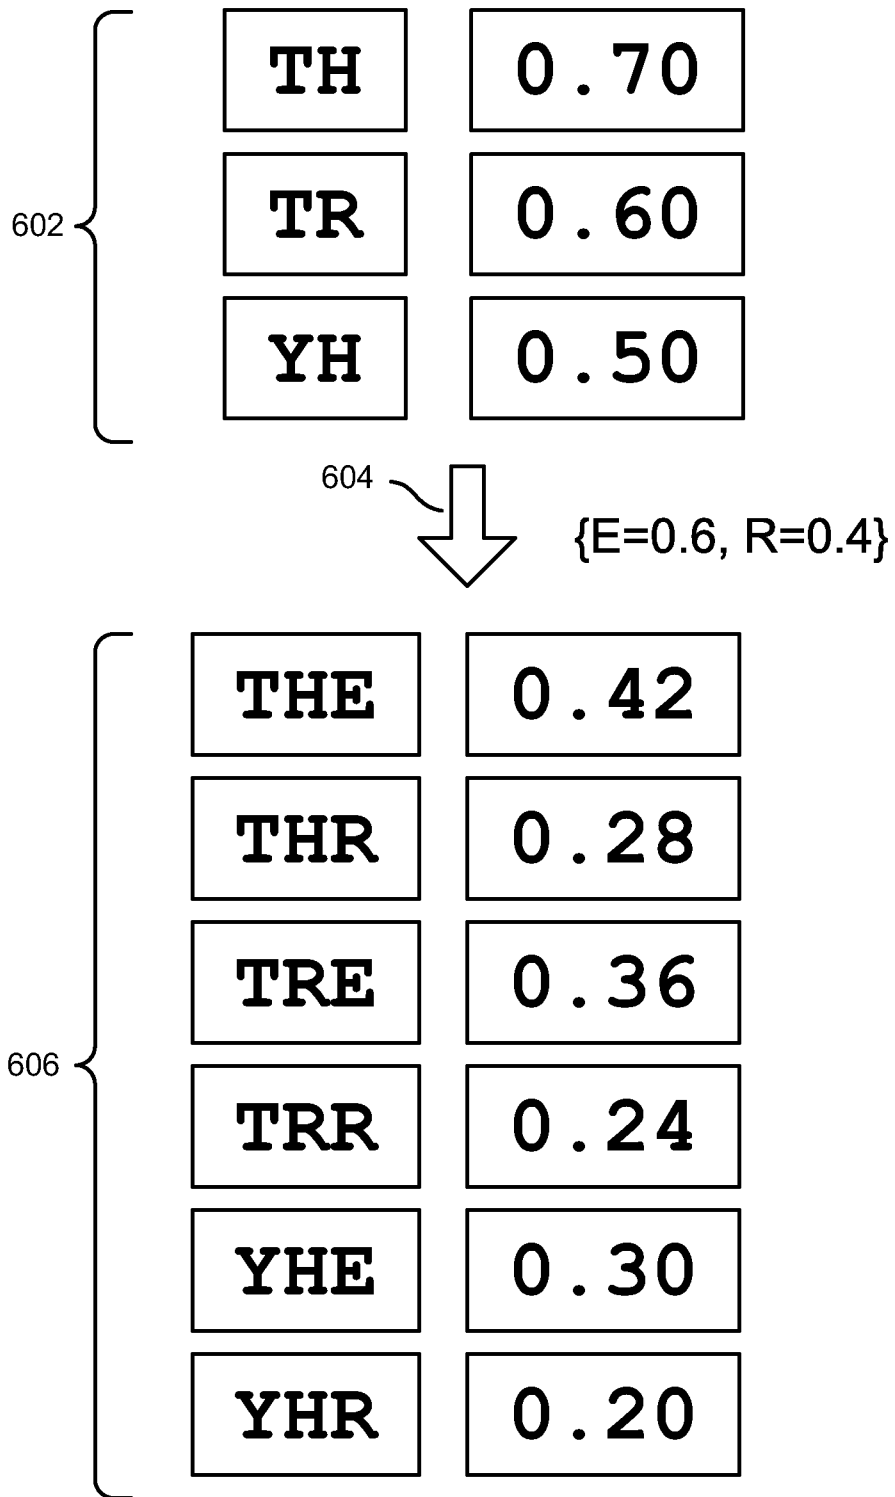 TH 0.70
602 TR 0.60
YH 0.50
604 {E=0.6, R=0.4}
THE 0.42
THR 0.28
TRE 0.36
606 TRR 0.24
YHE 0.30
YHR 0.20